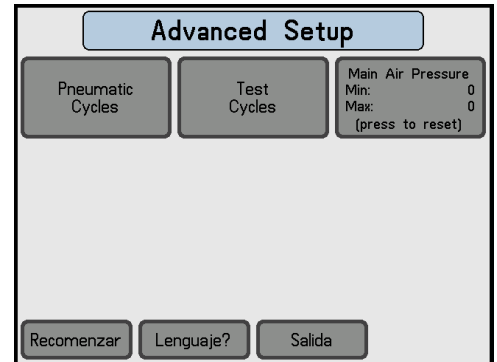 Advanced Setup
Pneumatic
Cycles
Test
Cycles
Main Air Pressure
Min: 0
Max: 0
(press to reset)
Recomenzar
Lenguaje?
Salida